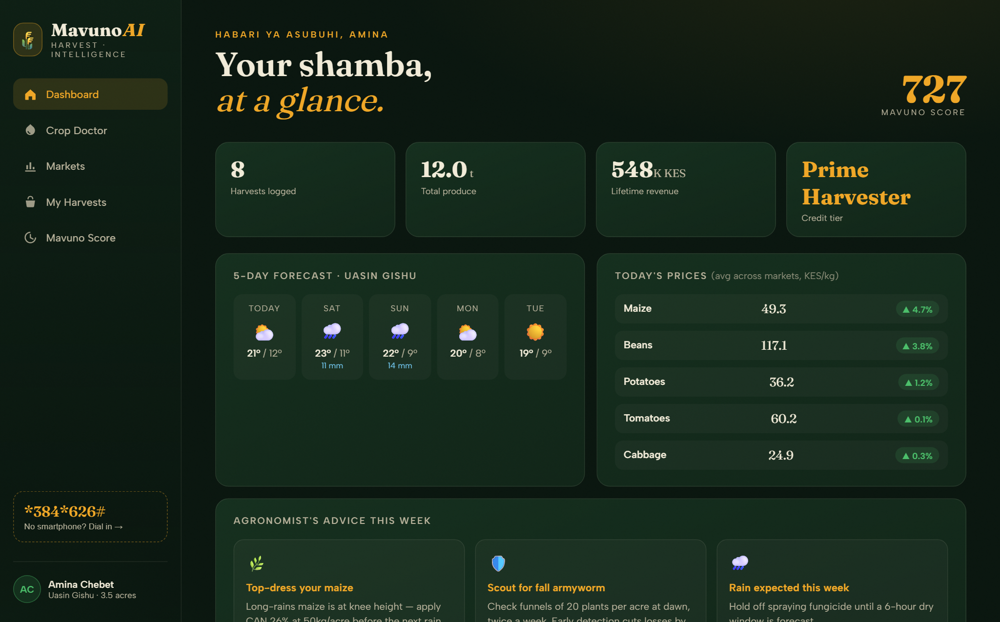 MavunoAI
HARVEST ·
INTELLIGENCE
Dashboard
Crop Doctor
Markets
My Harvests
Mavuno Score
*384*626#
No smartphone? Dial in →
AC
Amina Chebet
Uasin Gishu · 3.5 acres
HABARI YA ASUBUHI, AMINA
Your shamba,
at a glance.
727
MAVUNO SCORE
8
Harvests logged
12.0 t
Total produce
548K KES
Lifetime revenue
Prime
Harvester
Credit tier
5-DAY FORECAST · UASIN GISHU
TODAY
21° / 12°
SAT
23° / 11°
11 mm
SUN
22° / 9°
14 mm
MON
20° / 8°
TUE
19° / 9°
TODAY'S PRICES (avg across markets, KES/kg)
Maize 49.3 ▲ 4.7%
Beans 117.1 ▲ 3.8%
Potatoes 36.2 ▲ 1.2%
Tomatoes 60.2 ▲ 0.1%
Cabbage 24.9 ▲ 0.3%
AGRONOMIST'S ADVICE THIS WEEK
Top-dress your maize
Long-rains maize is at knee height — apply
CAN 26% at 50kg/acre before the next rain
Scout for fall armyworm
Check funnels of 20 plants per acre at dawn,
twice a week. Early detection cuts losses by
Rain expected this week
Hold off spraying fungicide until a 6-hour dry
window is forecast.